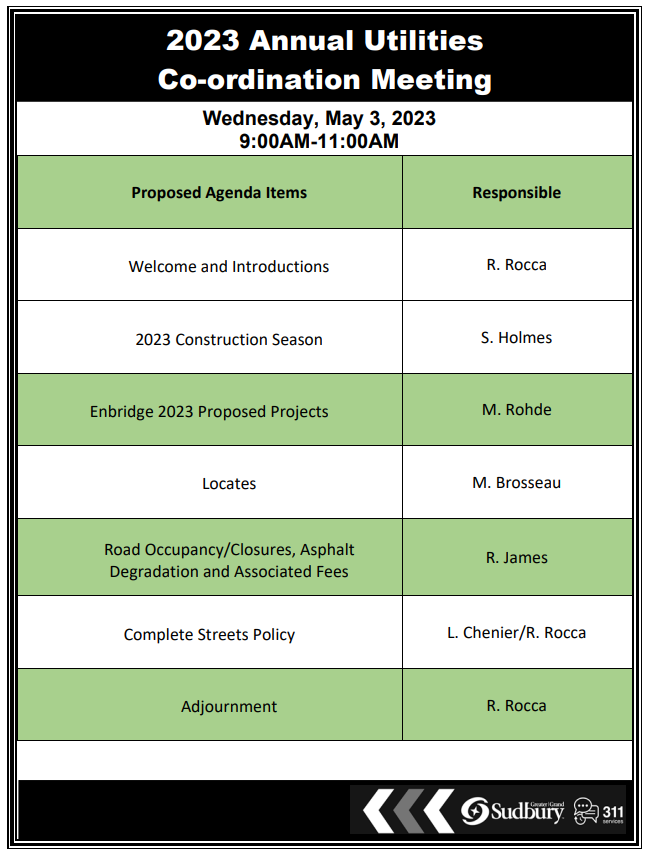 2023 Annual Utilities
Co-ordination Meeting
Wednesday, May 3, 2023
9:00AM-11:00AM
Proposed Agenda Items Responsible
Welcome and Introductions R. Rocca
2023 Construction Season S. Holmes
Enbridge 2023 Proposed Projects M. Rohde
Locates M. Brosseau
Road Occupancy/Closures, Asphalt
Degradation and Associated Fees R. James
Complete Streets Policy L. Chenier/R. Rocca
Adjournment R. Rocca
Greater|Grand
Sudbury
311
services